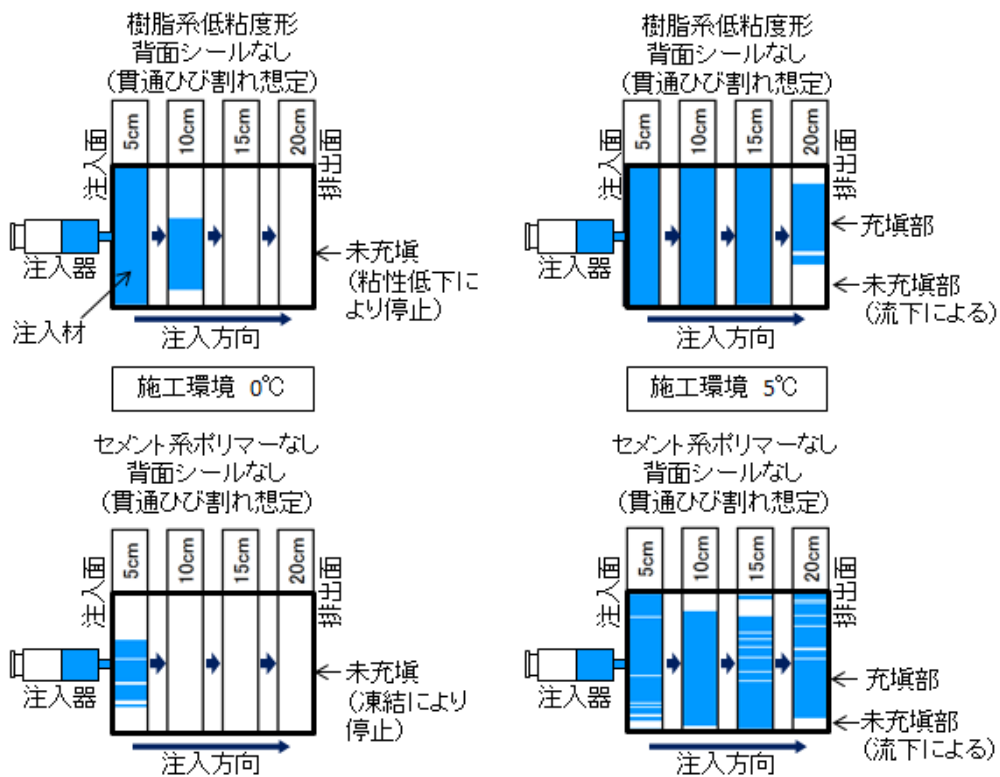 樹脂系低粘度形
背面シールなし
(貫通ひび割れ想定)
5cm
10cm
15cm
20cm
注入面
排出面
注入器
注入材
未充塡
(粘性低下に
より停止)
注入方向
施工環境 0℃
樹脂系低粘度形
背面シールなし
(貫通ひび割れ想定)
5cm
10cm
15cm
20cm
注入面
排出面
注入器
充塡部
未充塡部
(流下による)
注入方向
施工環境 5℃
セメント系ポリマーなし
背面シールなし
(貫通ひび割れ想定)
5cm
10cm
15cm
20cm
注入面
排出面
注入器
未充塡
(凍結により
停止)
注入方向
セメント系ポリマーなし
背面シールなし
(貫通ひび割れ想定)
5cm
10cm
15cm
20cm
注入面
排出面
注入器
充塡部
未充塡部
(流下による)
注入方向